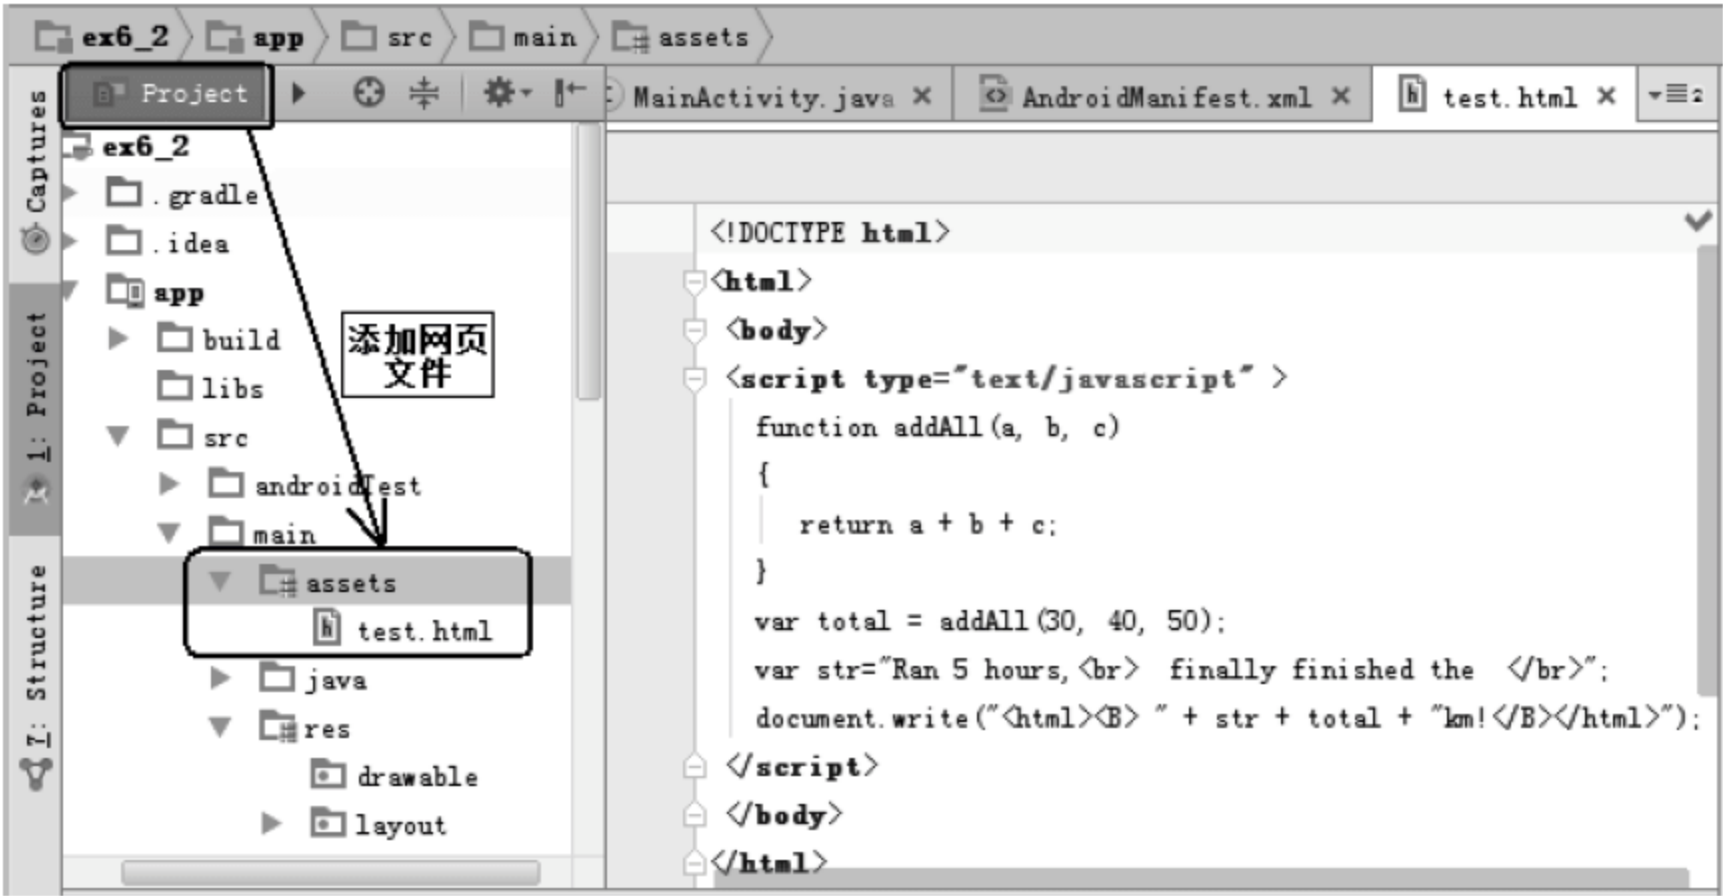 ex6_2 app src main assets
Project
MainActivity.java AndroidManifest.xml test.html 2
Captures
1: Project
7: Structure
ex6_2
.gradle
.idea
app
build
libs
src
androidTest
main
assets
test.html
java
res
drawable
layout
添加网页
文件
<!DOCTYPE html>
<html>
<body>
<script type="text/javascript" >
function addAll(a, b, c)
{
return a + b + c;
}
var total = addAll(30, 40, 50);
var str="Ran 5 hours,<br>  finally finished the  </br>";
document.write("<html><B> " + str + total + "km!</B></html>");
</script>
</body>
</html>